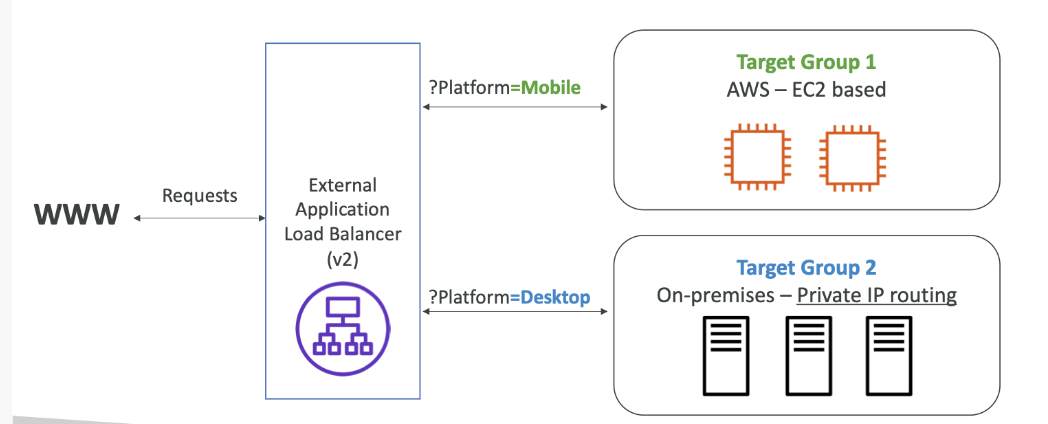 WWW
Requests
External
Application
Load Balancer
(v2)
?Platform=Mobile
Target Group 1
AWS – EC2 based
?Platform=Desktop
Target Group 2
On-premises – Private IP routing